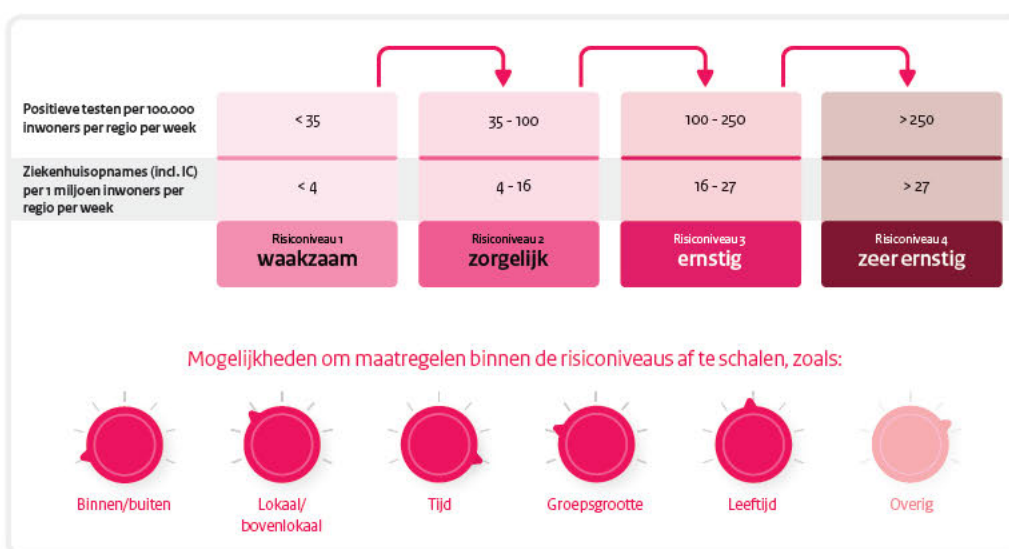 Positieve testen per 100.000
inwoners per regio per week
< 35
35 - 100
100 - 250
> 250
Ziekenhuisopnames (incl. IC)
per 1 miljoen inwoners per
regio per week
< 4
4 - 16
16 - 27
> 27
Risiconiveau 1
waakzaam
Risiconiveau 2
zorgelijk
Risiconiveau 3
ernstig
Risiconiveau 4
zeer ernstig
Mogelijkheden om maatregelen binnen de risiconiveaus af te schalen, zoals:
Binnen/buiten
Lokaal/
bovenlokaal
Tijd
Groepsgrootte
Leeftijd
Overig